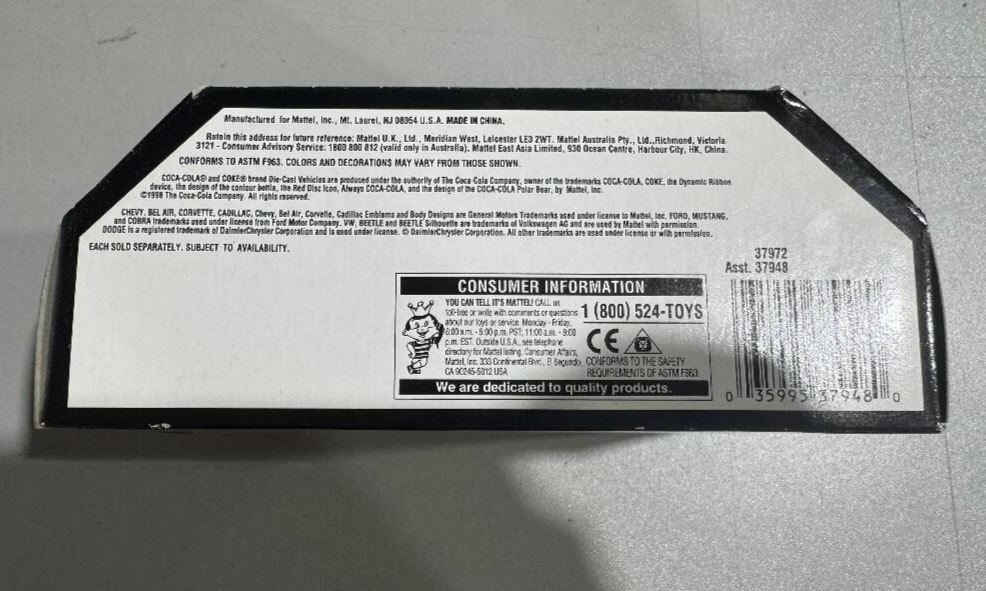 Manufactured for Mattel, Inc., Mt. Laurel, NJ 08054 U.S.A. MADE IN CHINA.
Retain this address for future reference: Mattel U.K., Ltd., Meridian West, Leicester LE3 2WT. Mattel Australia Pty., Ltd., Richmond, Victoria
3121 - Consumer Advisory Service: 1800 800 812 (valid only in Australia). Mattel East Asia Limited, 930 Ocean Centre, Harbour City, HK, China.
CONFORMS TO ASTM F963. COLORS AND DECORATIONS MAY VARY FROM THOSE SHOWN.
COCA-COLA® and COKE® brand Die-Cast Vehicles are produced under the authority of The Coca-Cola Company, owner of the trademarks COCA-COLA, COKE, the Dynamic Ribbon
device, the design of the contour bottle, the Red Disc Icon, Always COCA-COLA, and the design of the COCA-COLA Polar Bear, by Mattel, Inc.
©1998 The Coca-Cola Company. All rights reserved.
CHEVY, BEL AIR, CORVETTE, CADILLAC, Chevy, Bel Air, Corvette, Cadillac Emblems and Body Designs are General Motors Trademarks used under license to Mattel, Inc. FORD, MUSTANG,
and COBRA trademarks used under license from Ford Motor Company. VW, BEETLE and BEETLE Silhouette are trademarks of Volkswagen AG and are used by Mattel with permission.
DODGE is a registered trademark of DaimlerChrysler Corporation and is used under license. © DaimlerChrysler Corporation. All other trademarks are used under license or with permission.
EACH SOLD SEPARATELY. SUBJECT TO AVAILABILITY.
37972
Asst. 37948
CONSUMER INFORMATION
YOU CAN TELL IT'S MATTEL! CALL us
toll-free or write with comments or questions
about our toys or service. Monday - Friday,
8:00 a.m. - 5:00 p.m. PST; 11:00 a.m. - 8:00
p.m. EST. Outside U.S.A., see telephone
directory for Mattel listing. Consumer Affairs,
Mattel, Inc. 333 Continental Blvd., El Segundo,
CA 90245-5012 USA
1 (800) 524-TOYS
CE
CONFORMS TO THE SAFETY
REQUIREMENTS OF ASTM F963
We are dedicated to quality products.
0 35995 37948 0